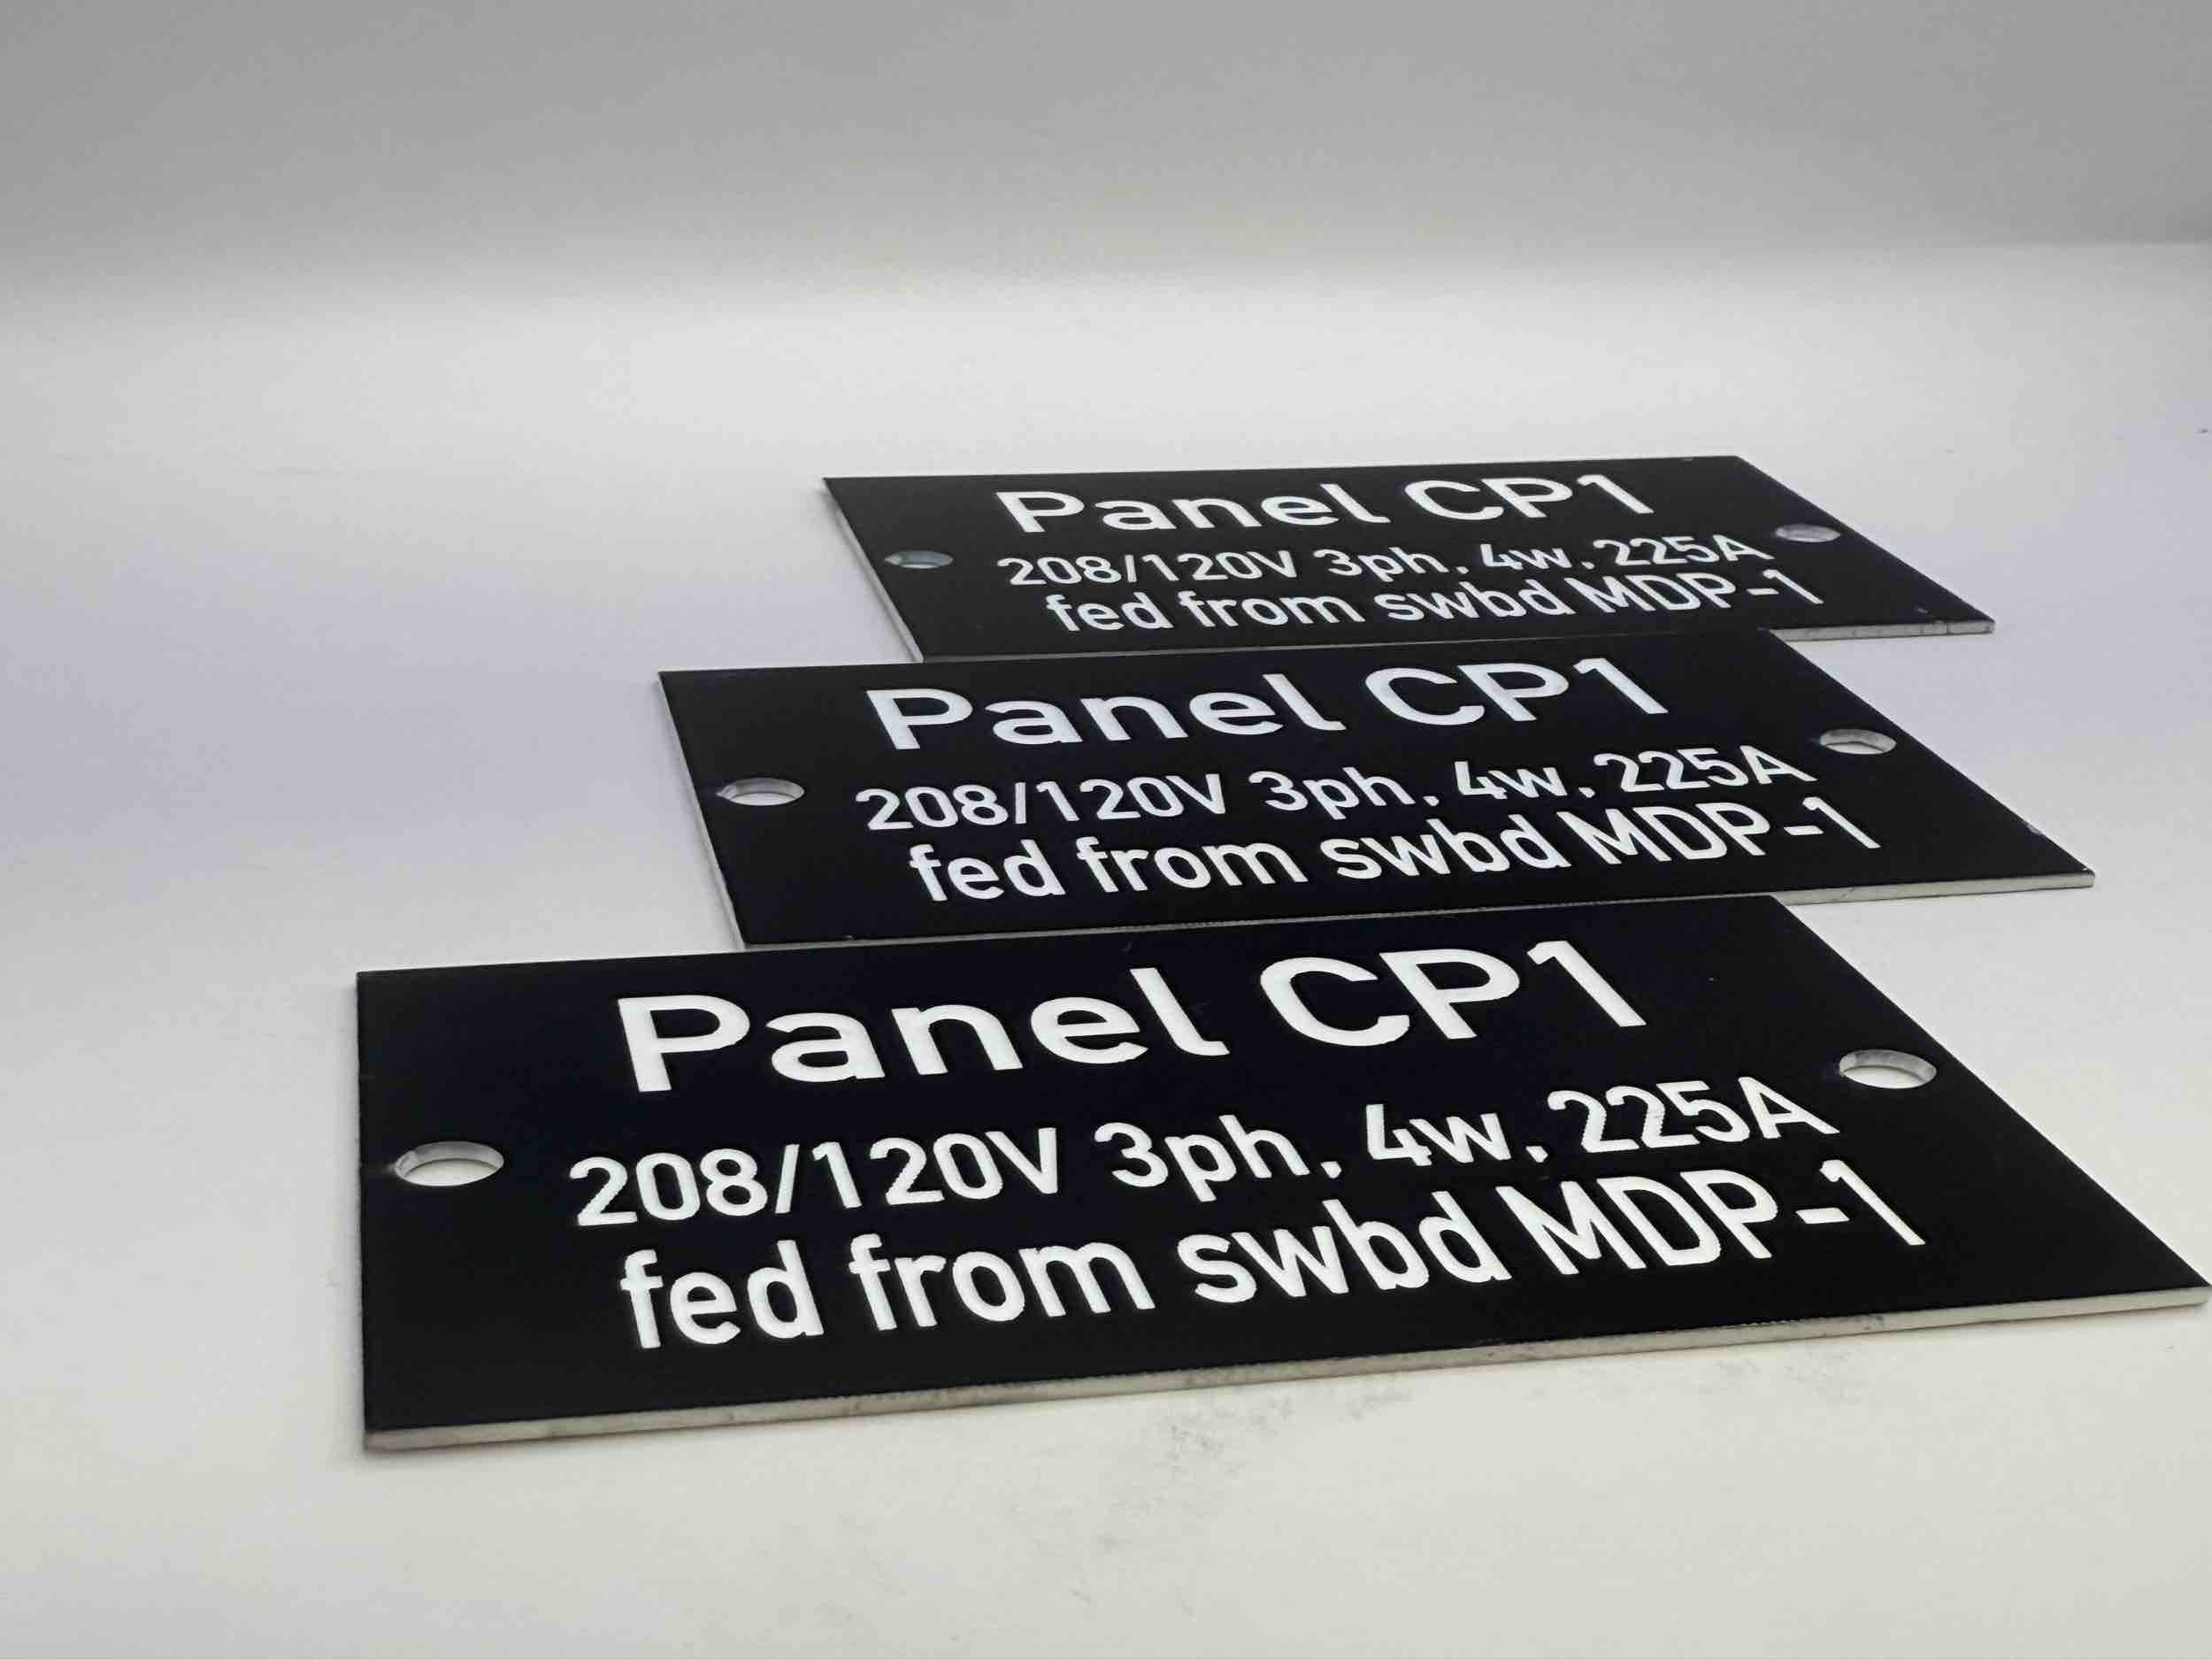 Panel CP1
208/120V 3ph, 4w, 225A
fed from swbd MDP-1
Panel CP1
208/120V 3ph, 4w, 225A
fed from swbd MDP-1
Panel CP1
208/120V 3ph, 4w, 225A
fed from swbd MDP-1